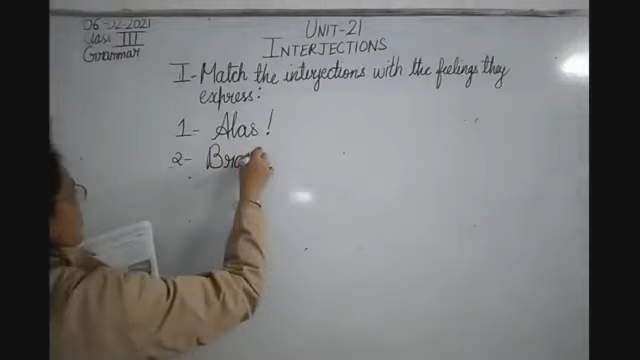 06-02-2021
Class III
Grammar
UNIT-21
INTERJECTIONS
I-Match the interjections with the feelings they
express:
1- Alas!
2-